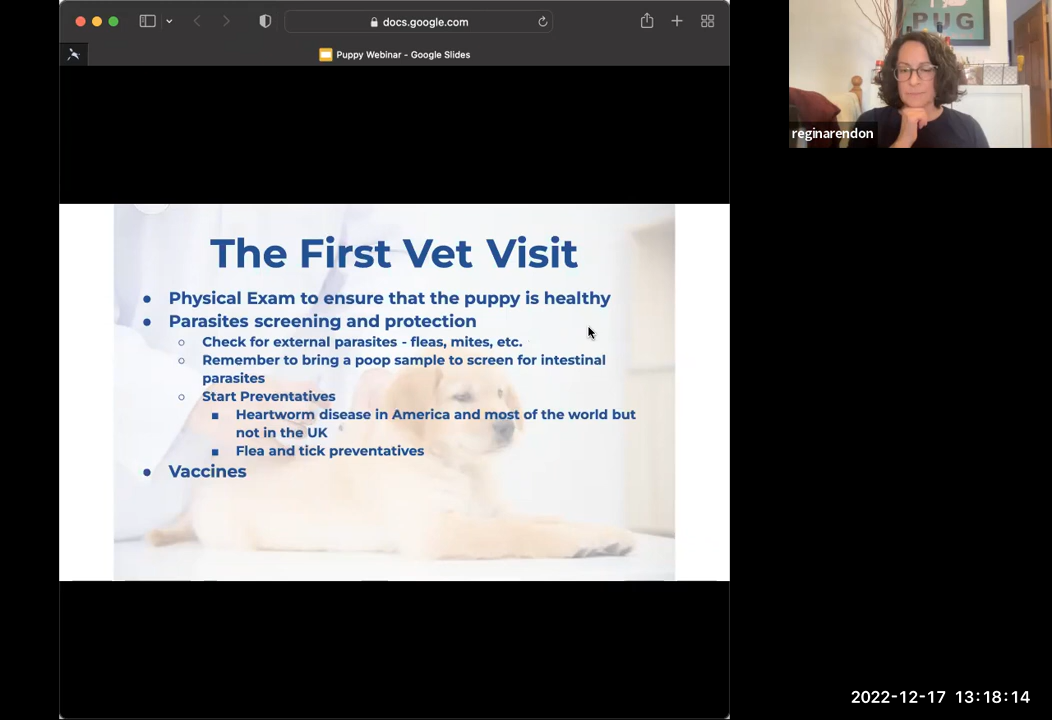 docs.google.com
Puppy Webinar - Google Slides
PUG
reginarendon
The First Vet Visit
● Physical Exam to ensure that the puppy is healthy
● Parasites screening and protection
○ Check for external parasites - fleas, mites, etc.
○ Remember to bring a poop sample to screen for intestinal
parasites
○ Start Preventatives
■ Heartworm disease in America and most of the world but
not in the UK
■ Flea and tick preventatives
● Vaccines
2022-12-17 13:18:14